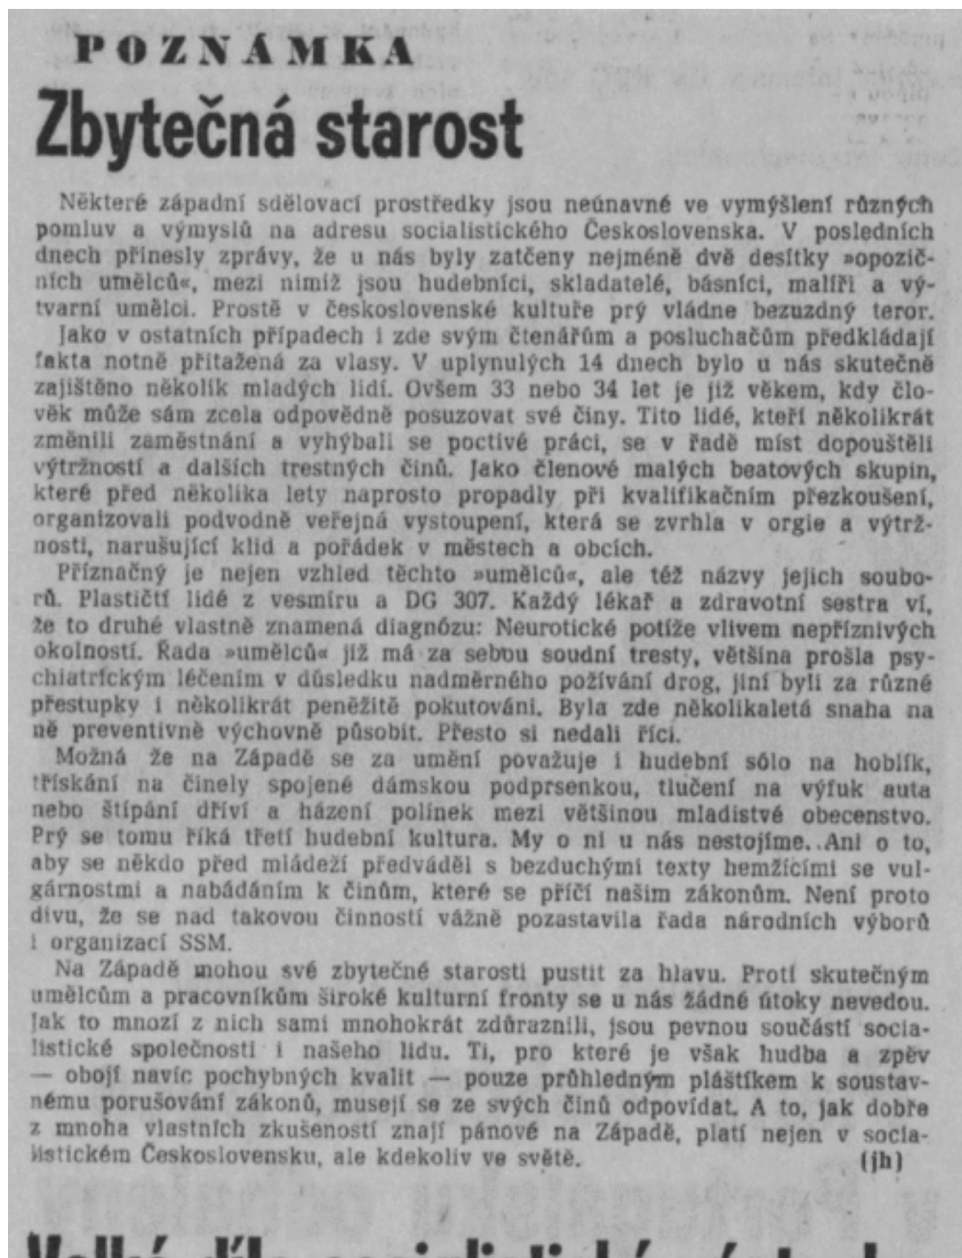 POZNÁMKA
Zbytečná starost
Některé západní sdělovací prostředky jsou neúnavné ve vymýšlení různých
pomluv a výmyslů na adresu socialistického Československa. V posledních
dnech přinesly zprávy, že u nás byly zatčeny nejméně dvě desítky »opozič-
ních umělců«, mezi nimiž jsou hudebníci, skladatelé, básníci, malíři a vý-
tvarní umělci. Prostě v československé kultuře prý vládne bezuzdný teror.
Jako v ostatních případech i zde svým čtenářům a posluchačům předkládají
fakta notně přitažená za vlasy. V uplynulých 14 dnech bylo u nás skutečně
zajištěno několik mladých lidí. Ovšem 33 nebo 34 let je již věkem, kdy člo-
věk může sám zcela odpovědně posuzovat své činy. Tito lidé, kteří několikrát
změnili zaměstnání a vyhýbali se poctivé práci, se v řadě míst dopouštěli
výtržností a dalších trestných činů. Jako členové malých beatových skupin,
které před několika lety naprosto propadly při kvalifikačním přezkoušení,
organizovali podvodně veřejná vystoupení, která se zvrhla v orgie a výtrž-
nosti, narušující klid a pořádek v městech a obcích.
Příznačný je nejen vzhled těchto »umělců«, ale též názvy jejich soubo-
rů. Plastičtí lidé z vesmíru a DG 307. Každý lékař a zdravotní sestra ví,
že to druhé vlastně znamená diagnózu: Neurotické potíže vlivem nepříznivých
okolností. Řada »umělců« již má za sebou soudní tresty, většina prošla psy-
chiatrickým léčením v důsledku nadměrného požívání drog, jiní byli za různé
přestupky i několikrát peněžitě pokutováni. Byla zde několikaletá snaha na
ně preventivně výchovně působit. Přesto si nedali říci.
Možná že na Západě se za umění považuje i hudební sólo na hoblík,
třískání na činely spojené dámskou podprsenkou, tlučení na výfuk auta
nebo štípání dříví a házení polínek mezi většinou mladistvé obecenstvo.
Prý se tomu říká třetí hudební kultura. My o ni u nás nestojíme. Ani o to,
aby se někdo před mládeží předváděl s bezduchými texty hemžícími se vul-
gárnostmi a nabádáním k činům, které se příčí našim zákonům. Není proto
divu, že se nad takovou činností vážně pozastavila řada národních výborů
i organizací SSM.
Na Západě mohou své zbytečné starosti pustit za hlavu. Proti skutečným
umělcům a pracovníkům široké kulturní fronty se u nás žádné útoky nevedou.
Jak to mnozí z nich sami mnohokrát zdůraznili, jsou pevnou součástí socia-
listické společnosti i našeho lidu. Ti, pro které je však hudba a zpěv
— obojí navíc pochybných kvalit — pouze průhledným pláštíkem k soustav-
nému porušování zákonů, musejí se ze svých činů odpovídat. A to, jak dobře
z mnoha vlastních zkušeností znají pánové na Západě, platí nejen v socia-
listickém Československu, ale kdekoliv ve světě. (jh)